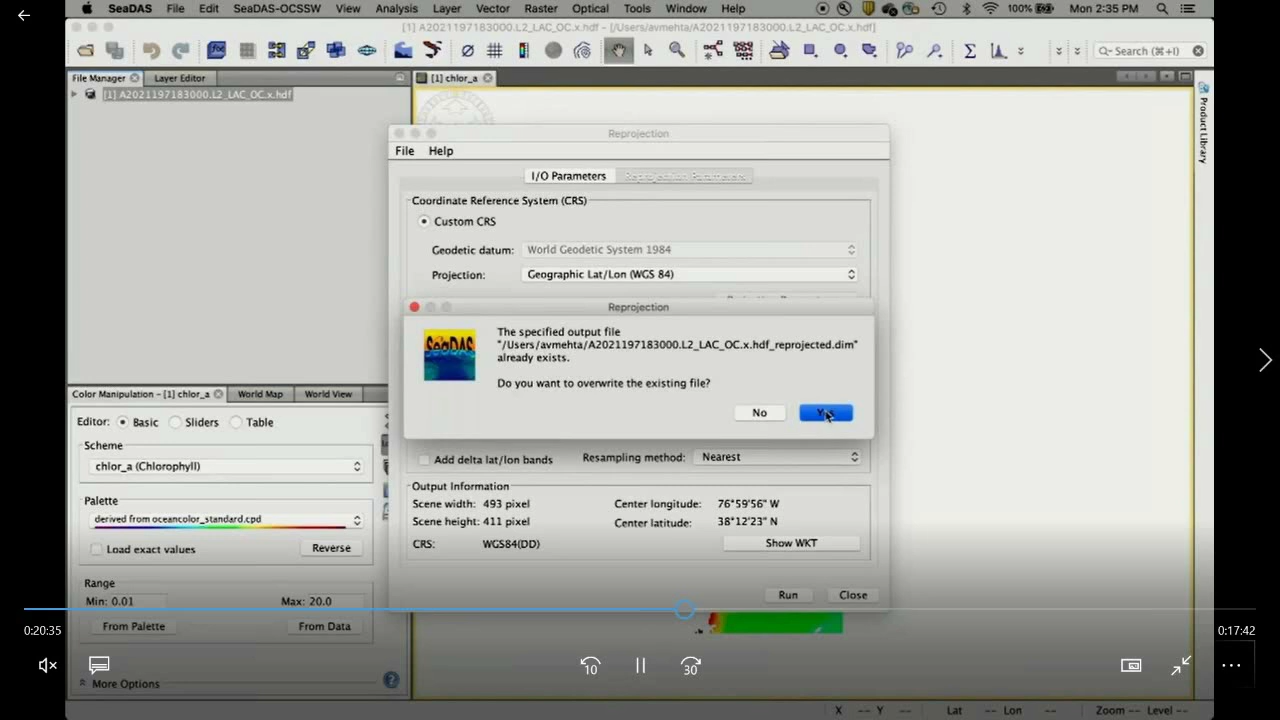 SeaDAS File Edit SeaDAS-OCSSW View Analysis Layer Vector Raster Optical Tools Window Help 100% Mon 2:35 PM
[1] A2021197183000.L2_LAC_OC.x.hdf - [/Users/avmehta/A2021197183000.L2_LAC_OC.x.hdf]
Search (⌘+I)
File Manager Layer Editor [1] chlor_a
[1] A2021197183000.L2_LAC_OC.x.hdf
Product Library
Reprojection
File Help
I/O Parameters Reprojection Parameters
Coordinate Reference System (CRS)
Custom CRS
Geodetic datum: World Geodetic System 1984
Projection: Geographic Lat/Lon (WGS 84)
Reprojection
The specified output file
"/Users/avmehta/A2021197183000.L2_LAC_OC.x.hdf_reprojected.dim"
already exists.
Do you want to overwrite the existing file?
SeaDAS
No Yes
Add delta lat/lon bands Resampling method: Nearest
Output Information
Scene width: 493 pixel Center longitude: 76°59'56" W
Scene height: 411 pixel Center latitude: 38°12'23" N
CRS: WGS84(DD) Show WKT
Run Close
Color Manipulation - [1] chlor_a World Map World View
Editor: Basic Sliders Table
Scheme
chlor_a (Chlorophyll)
Palette
derived from oceancolor_standard.cpd
Load exact values Reverse
Range
Min: 0.01 Max: 20.0
From Palette From Data
More Options
0:20:35 0:17:42
10 30
X -- Y -- Lat -- Lon -- Zoom -- Level --